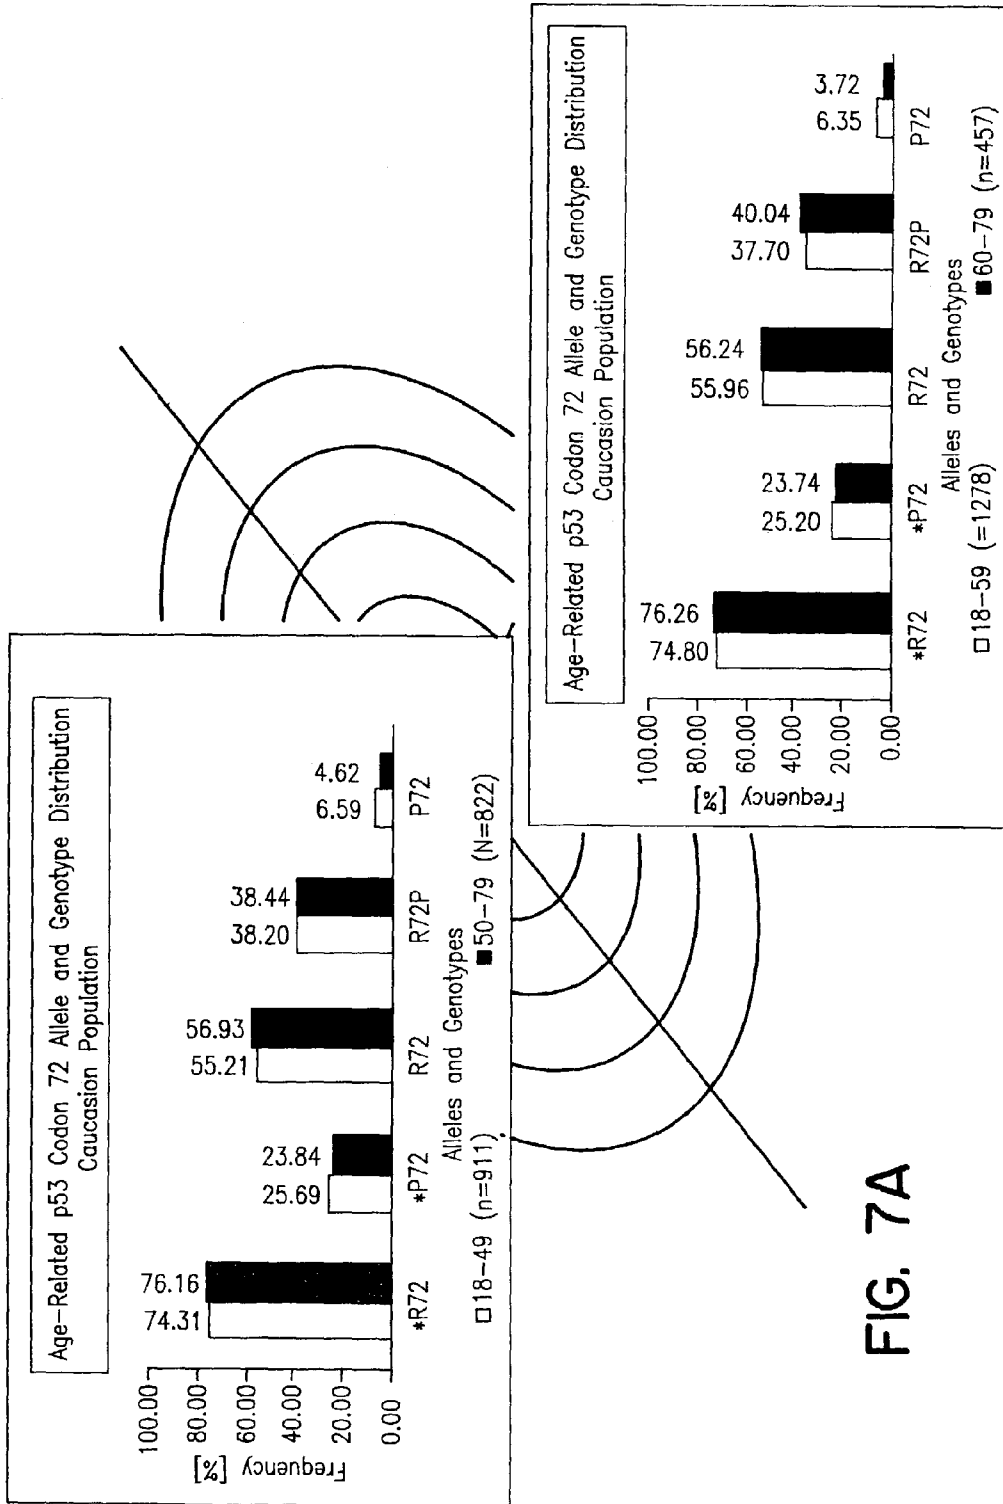 Age-Related p53 Codon 72 Allele and Genotype Distribution
Caucasion Population
Frequency [%]
100.00
80.00
60.00
40.00
20.00
0.00
74.31 76.16
25.69 23.84
55.21 56.93
38.20 38.44
6.59 4.62
*R72 *P72 R72 R72P P72
Alleles and Genotypes
□18-49 (n=911) ■50-79 (N=822)
Age-Related p53 Codon 72 Allele and Genotype Distribution
Caucasion Population
Frequency [%]
100.00
80.00
60.00
40.00
20.00
0.00
74.80 76.26
25.20 23.74
55.96 56.24
37.70 40.04
6.35 3.72
*R72 *P72 R72 R72P P72
Alleles and Genotypes
□18-59 (=1278) ■60-79 (n=457)
FIG. 7A